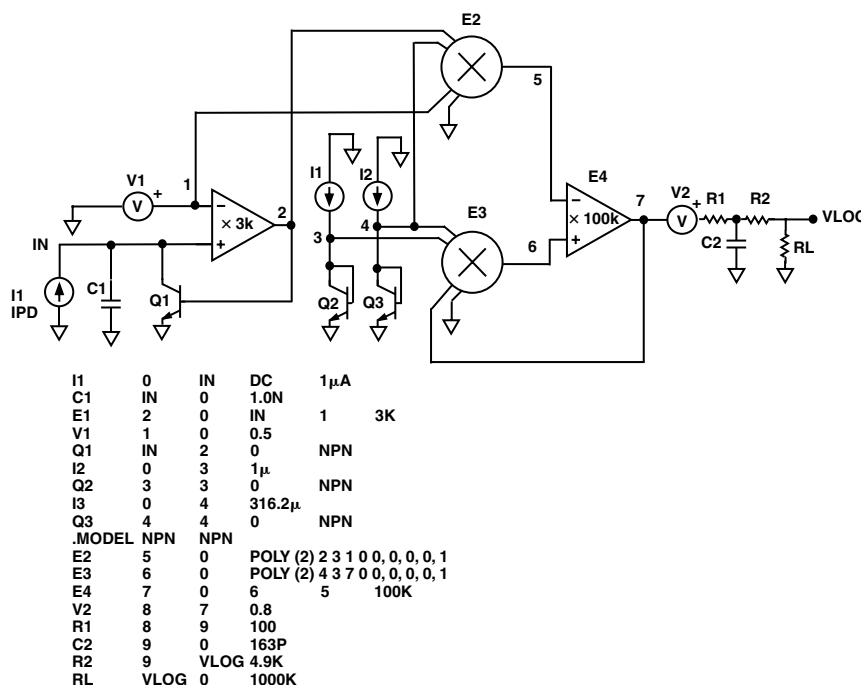 E2
5
V1
+
1
−
× 3k
2
+
IN
I1
IPD
C1
Q1
I1
I2
3
4
Q2
Q3
E3
6
E4
−
× 100k
+
7
V
V
V2
+
R1
R2
C2
RL
VLOG
I1 0 IN DC 1μA
C1 IN 0 1.0N
E1 2 0 IN 1 3K
V1 1 0 0.5
Q1 IN 2 0 NPN
I2 0 3 1μ
Q2 3 3 0 NPN
I3 0 4 316.2μ
Q3 4 4 0 NPN
.MODEL NPN NPN
E2 5 0 POLY (2) 2 3 1 0 0, 0, 0, 0, 1
E3 6 0 POLY (2) 4 3 7 0 0, 0, 0, 0, 1
E4 7 0 6 5 100K
V2 8 7 0.8
R1 8 9 100
C2 9 0 163P
R2 9 VLOG 4.9K
RL VLOG 0 1000K